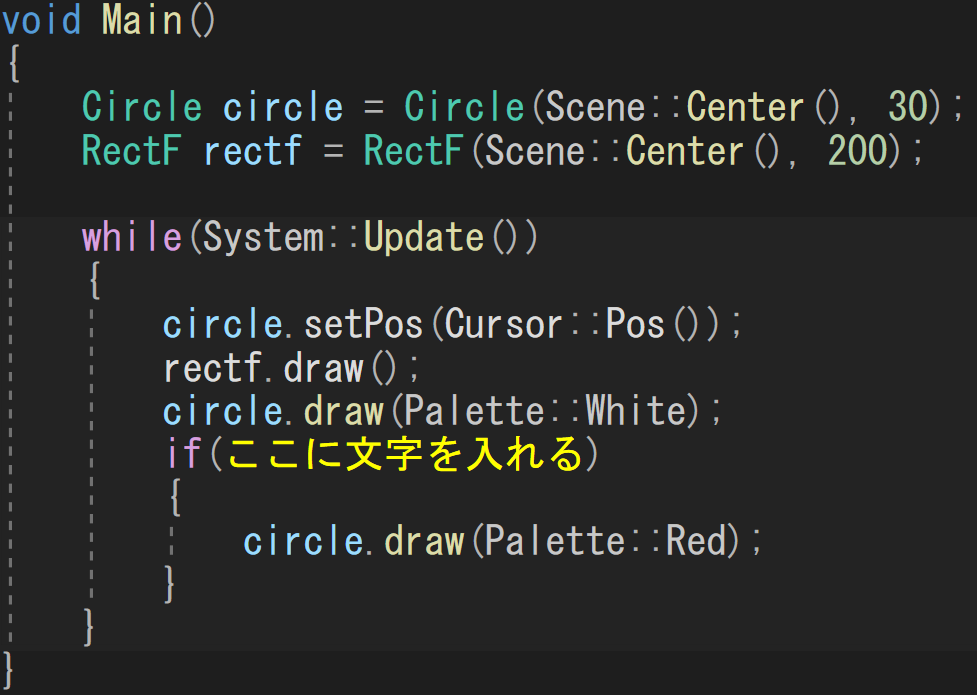 void Main()
{
    Circle circle = Circle(Scene::Center(), 30);
    RectF rectf = RectF(Scene::Center(), 200);
    while(System::Update())
    {
        circle.setPos(Cursor::Pos());
        rectf.draw();
        circle.draw(Palette::White);
        if(ここに文字を入れる)
        {
            circle.draw(Palette::Red);
        }
    }
}